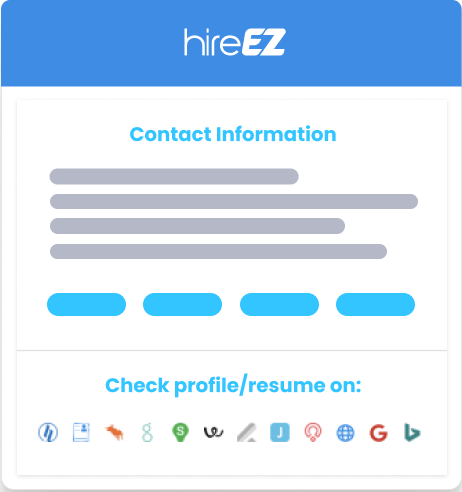 hireEZ
Contact Information
Check profile/resume on:
S
J
G